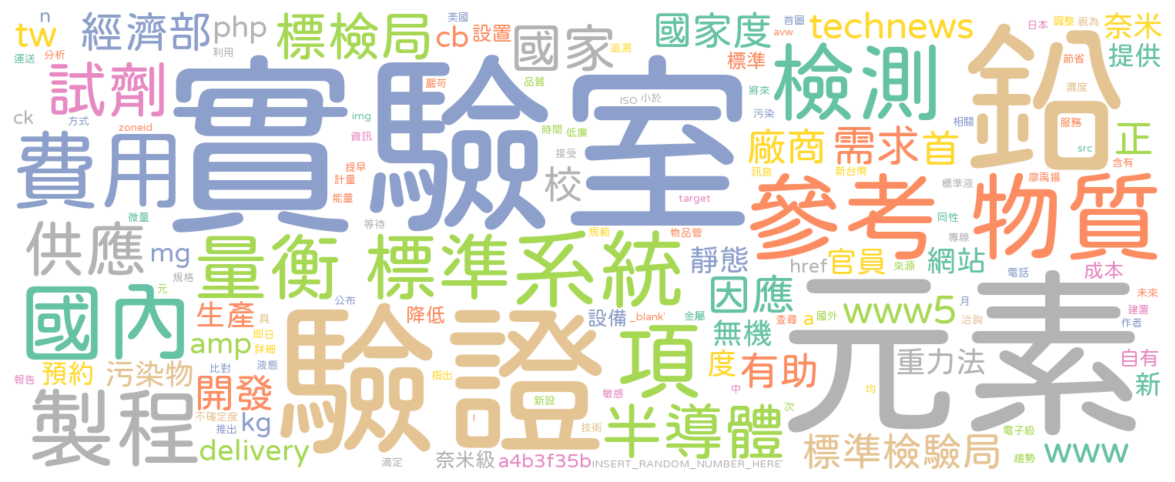 n
tw
運送
分析
經濟部
php
利用
標檢局
美國
cb
設置
國家
追溯
國家度
標準
首圖
avw
technews
日本
調整
視為
奈米
提供
節省
濃度
試劑
ck
方式
zoneid
實驗室
嚴苛
品質
ISO
小於
img
資訊
時間
低廉
接受
將來
污染
檢測
相關
鉛
服務
src
正
含有
費用
提早
計量
能量
微量
等待
校
target
廠商
需求
首
訊息
新台幣
標準液
廖禹揚
同性
專線
參考物質
供應
mg
規格
量衡標準系統
規範
物品管
靜態
href
官員
來源
網站
電話
成本
未來
國內
元
公布
生產
具
即日
詳細
amp
降低
設備
_blank'
金屬
因應
無機
查尋
a
國外
www5
月
洽詢
建置
作者
元素
報告
預約
污染物
比對
液態
驗證
指出
新設
項
度
有助
敏感
中
均
重力法
自有
新
製程
開發
不確定度
推出
kg
delivery
滴定
I
技術
半導體
次
電子級
奈米級
a4b3f35b
INSERT_RANDOM_NUMBER_HERE'
標準檢驗局
趨勢
www